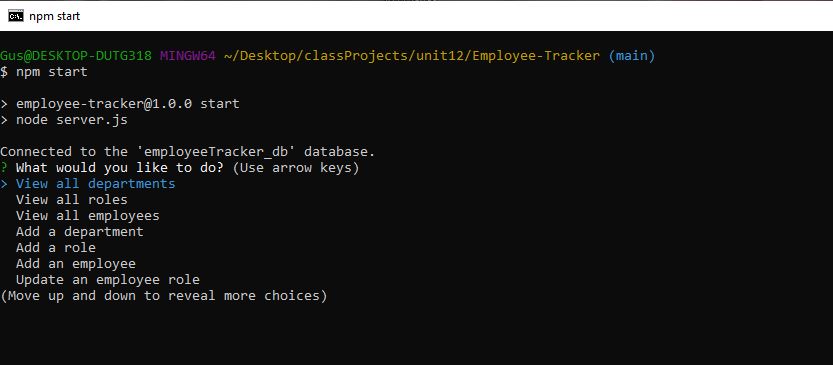 npm start
Gus@DESKTOP-DUTG318 MINGW64 ~/Desktop/classProjects/unit12/Employee-Tracker (main)
$ npm start
> employee-tracker@1.0.0 start
> node server.js
Connected to the 'employeeTracker_db' database.
? What would you like to do? (Use arrow keys)
> View all departments
View all roles
View all employees
Add a department
Add a role
Add an employee
Update an employee role
(Move up and down to reveal more choices)